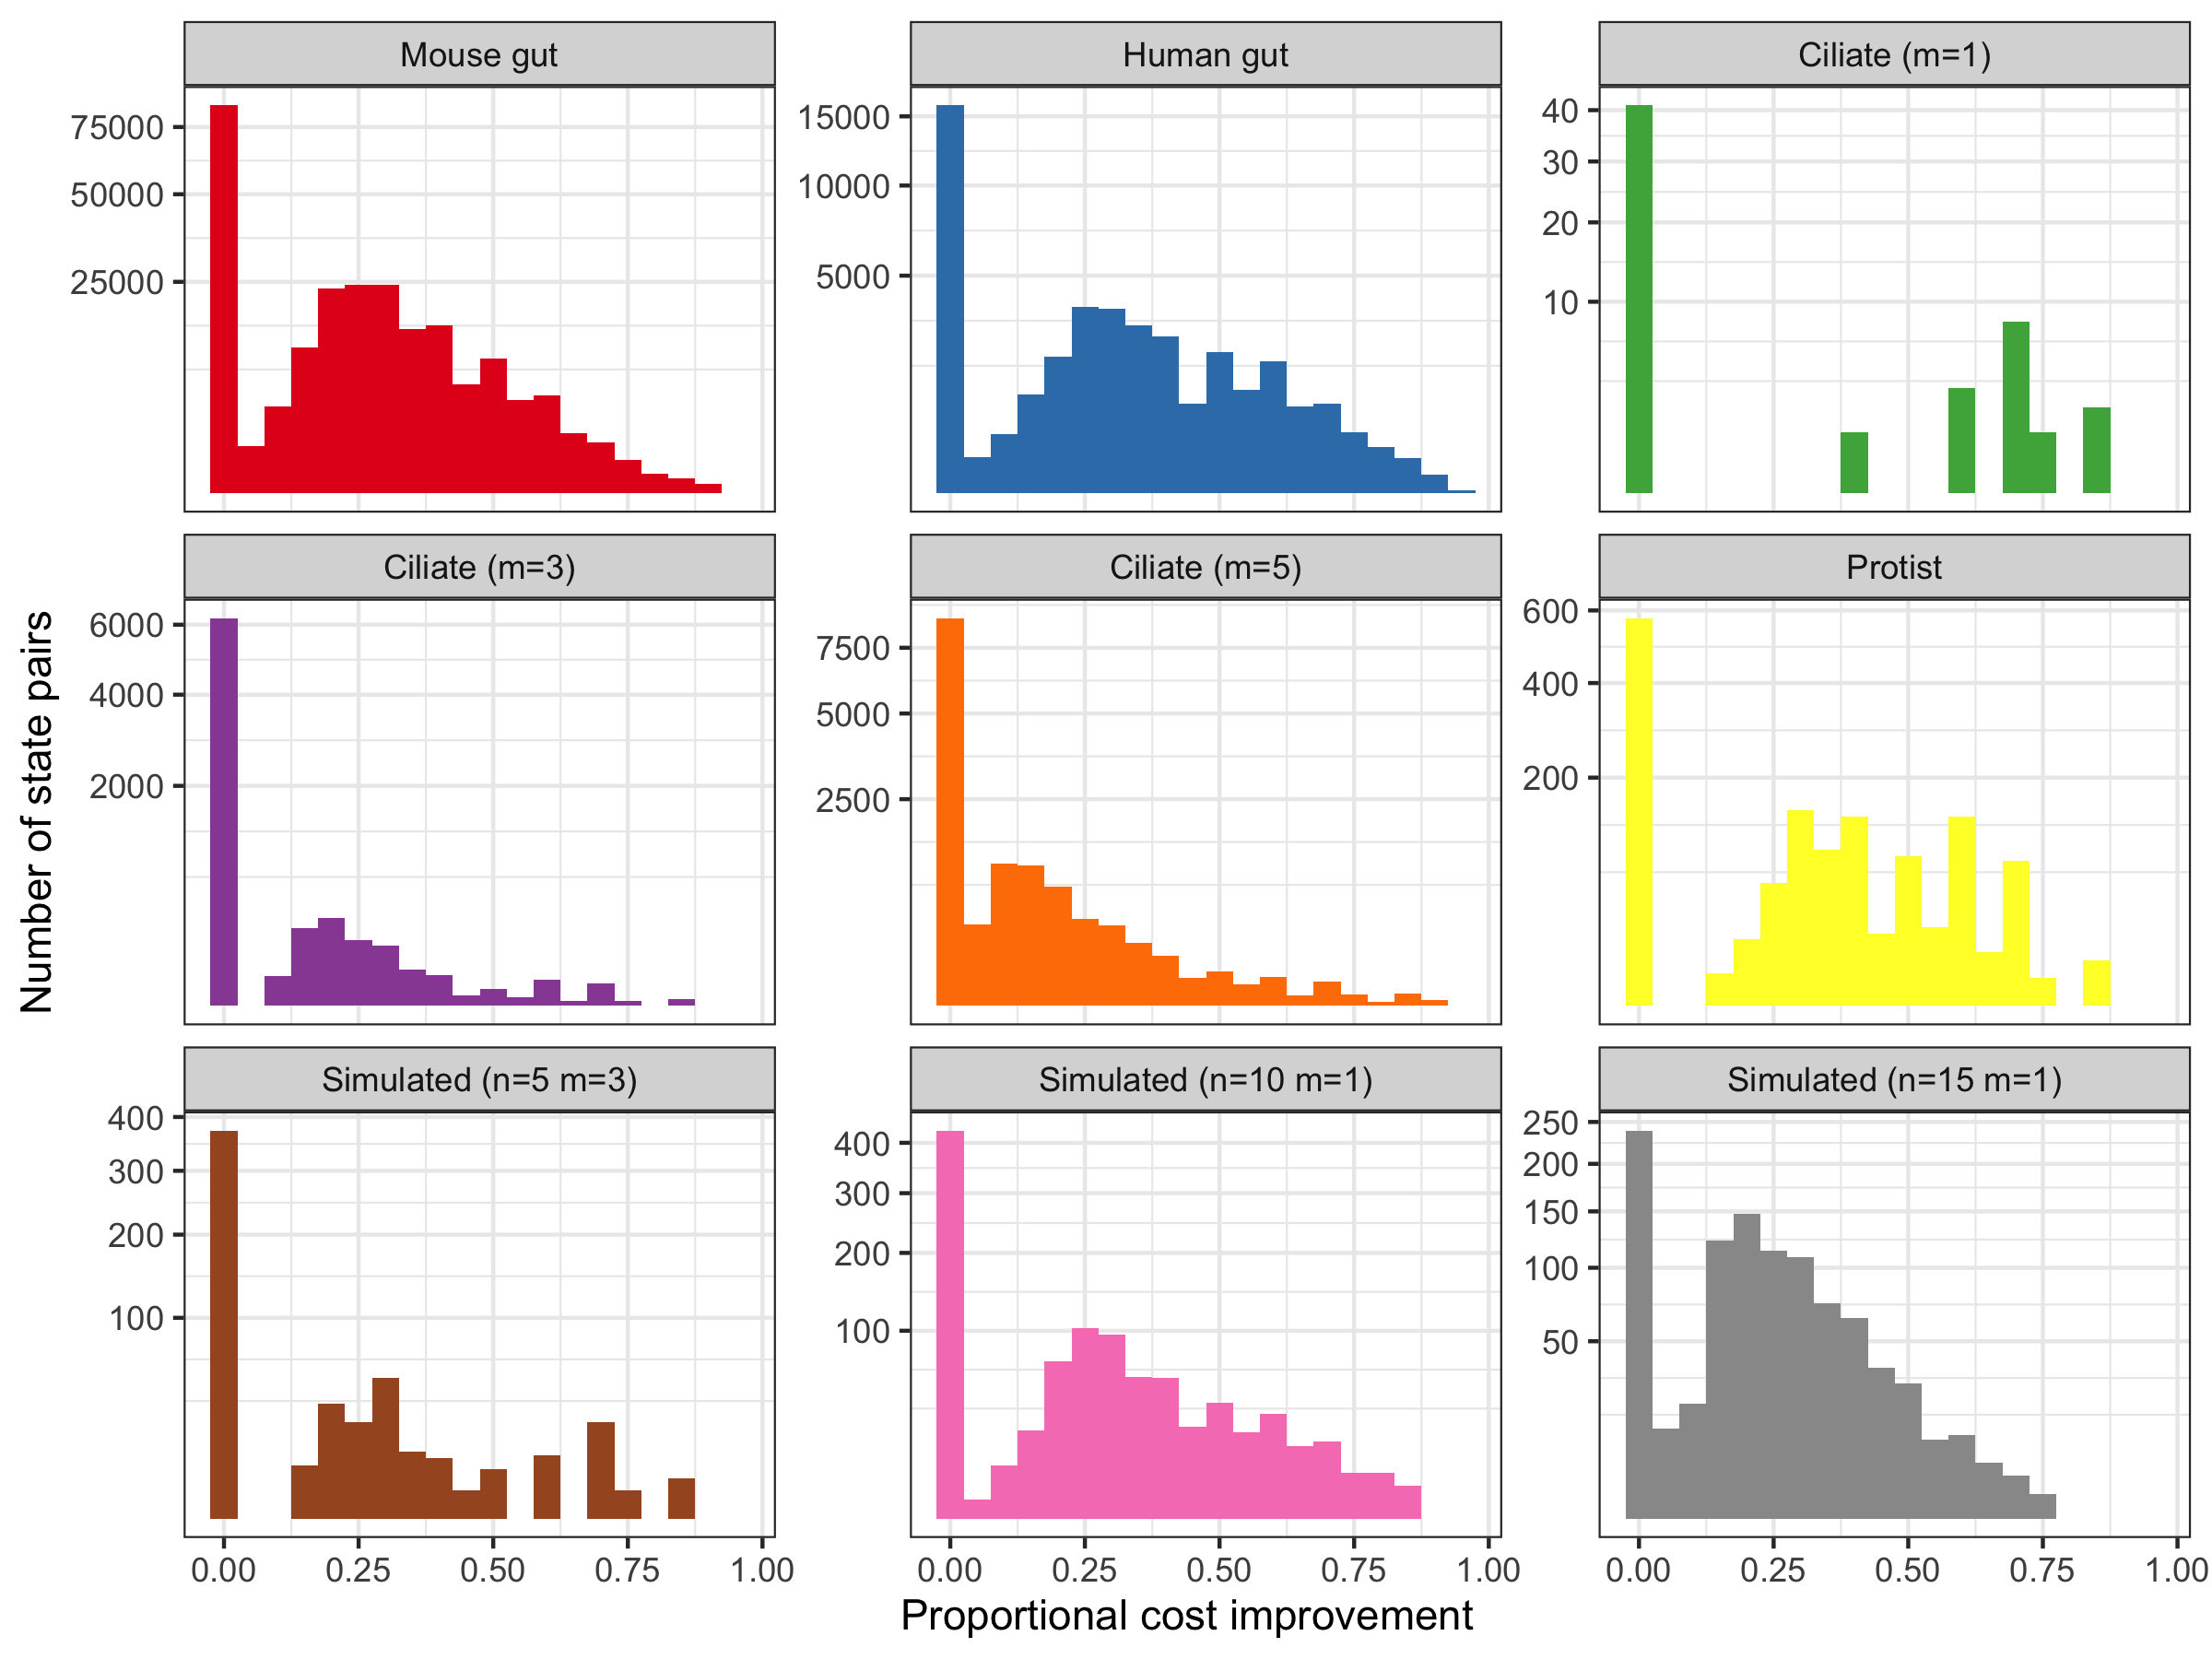 Mouse gut
Human gut
Ciliate (m=1)
75000
50000
25000
15000
10000
5000
40
30
20
10
Ciliate (m=3)
Ciliate (m=5)
Protist
6000
4000
2000
7500
5000
2500
600
400
200
Number of state pairs
Simulated (n=5 m=3)
Simulated (n=10 m=1)
Simulated (n=15 m=1)
400
300
200
100
400
300
200
100
250
200
150
100
50
0.00 0.25 0.50 0.75 1.00
0.00 0.25 0.50 0.75 1.00
0.00 0.25 0.50 0.75 1.00
Proportional cost improvement